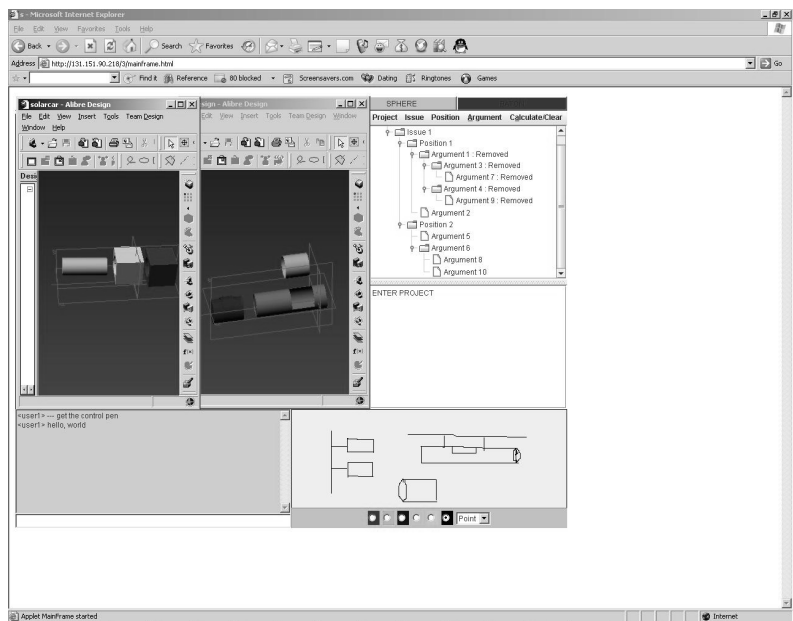 s - Microsoft Internet Explorer
File Edit View Favorites Tools Help
Back Search Favorites
Address http://131.151.90.218/3/mainframe.html Go
Find it Reference 80 blocked Screensavers.com Dating Ringtones Games
solarcar - Alibre Design
File Edit View Insert Tools Team Design
Window Help
sign - Alibre Design
Edit View Insert Tools Team Design Window
SPHERE
Project Issue Position Argument Calculate/Clear
Issue 1
Position 1
Argument 1 : Removed
Argument 3 : Removed
Argument 7 : Removed
Argument 4 : Removed
Argument 9 : Removed
Argument 2
Position 2
Argument 5
Argument 6
Argument 8
Argument 10
ENTER PROJECT
<user1> --- get the control pen
<user1> hello, world
Point
Applet MainFrame started
Internet